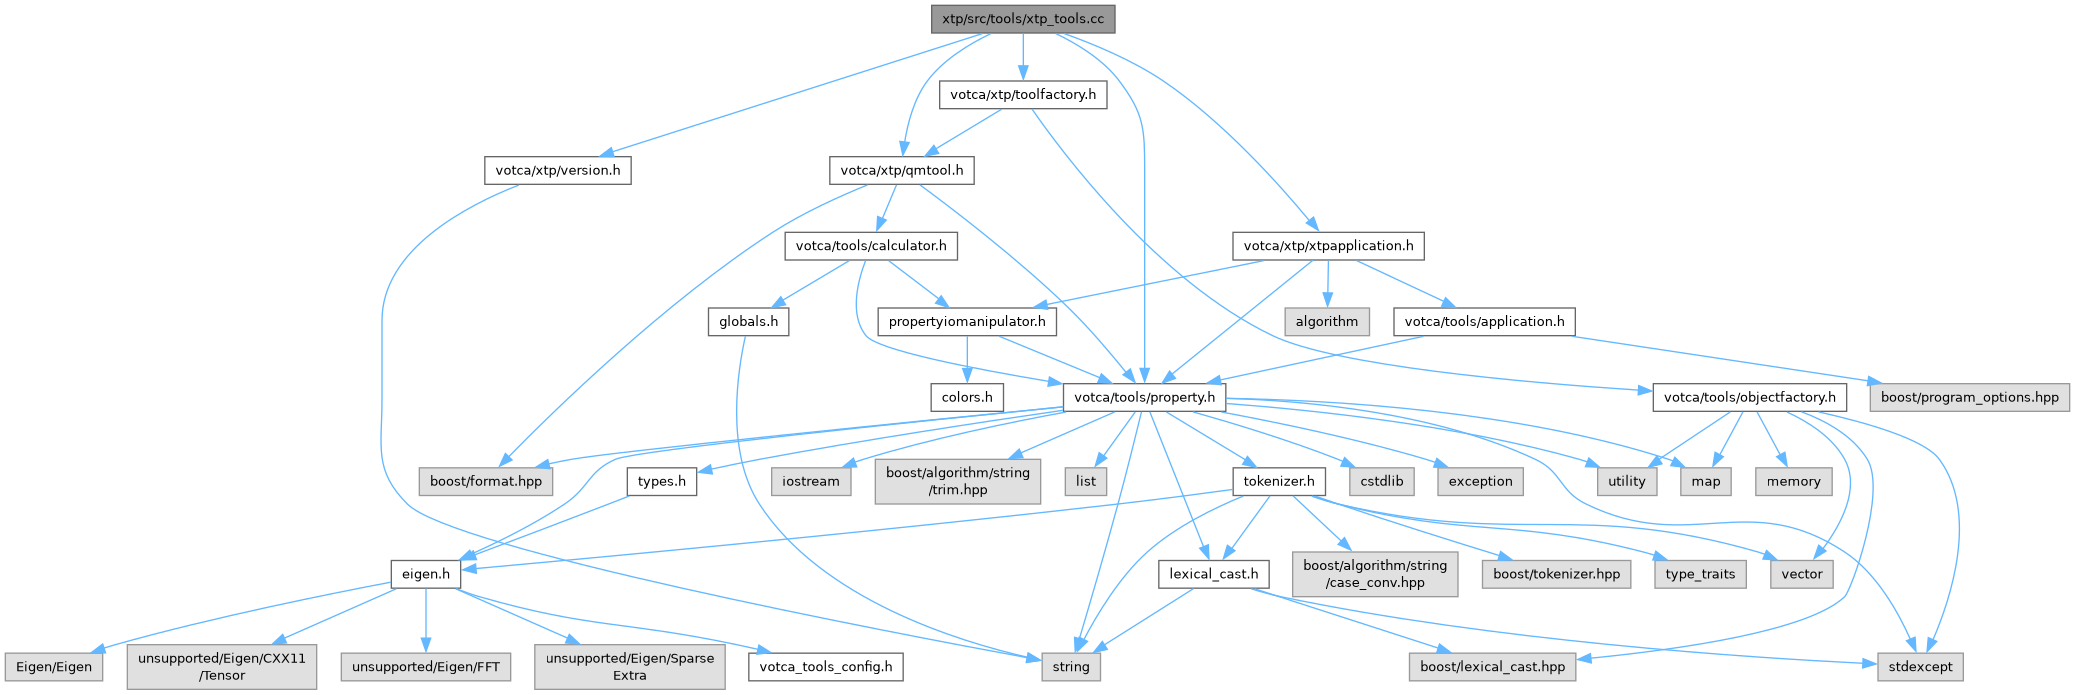 xtp/src/tools/xtp_tools.cc
votca/xtp/toolfactory.h
votca/xtp/version.h
votca/xtp/qmtool.h
votca/tools/calculator.h
votca/xtp/xtpapplication.h
globals.h
propertyiomanipulator.h
algorithm
votca/tools/application.h
colors.h
votca/tools/property.h
votca/tools/objectfactory.h
boost/program_options.hpp
boost/format.hpp
types.h
iostream
boost/algorithm/string
/trim.hpp
list
tokenizer.h
cstdlib
exception
utility
map
memory
eigen.h
lexical_cast.h
boost/algorithm/string
/case_conv.hpp
boost/tokenizer.hpp
type_traits
vector
Eigen/Eigen
unsupported/Eigen/CXX11
/Tensor
unsupported/Eigen/FFT
unsupported/Eigen/Sparse
Extra
votca_tools_config.h
string
boost/lexical_cast.hpp
stdexcept